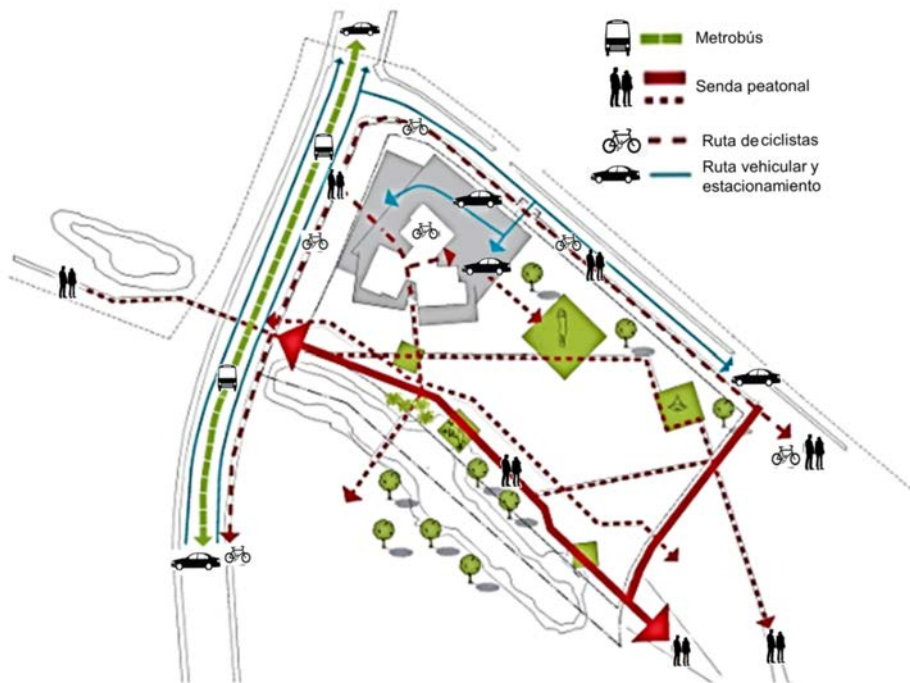 Metrobús
Senda peatonal
Ruta de ciclistas
Ruta vehicular y
estacionamiento